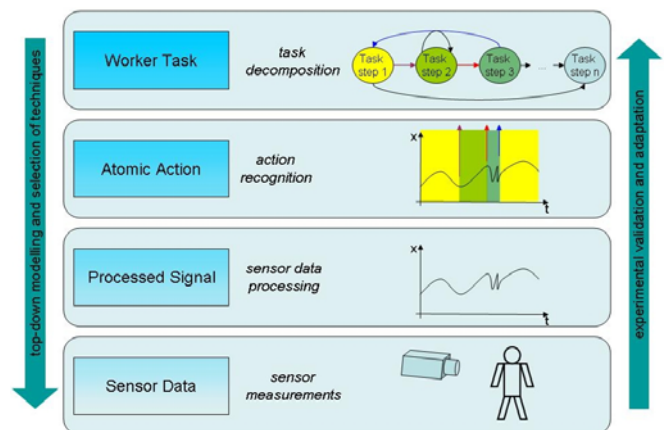 top-down modelling and selection of techniques
Worker Task
task
decomposition
Task
step 1
Task
step 2
Task
step 3
...
Task
step n
Atomic Action
action
recognition
x
t
Processed Signal
sensor data
processing
x
t
Sensor Data
sensor
measurements
experimental validation and adaptation